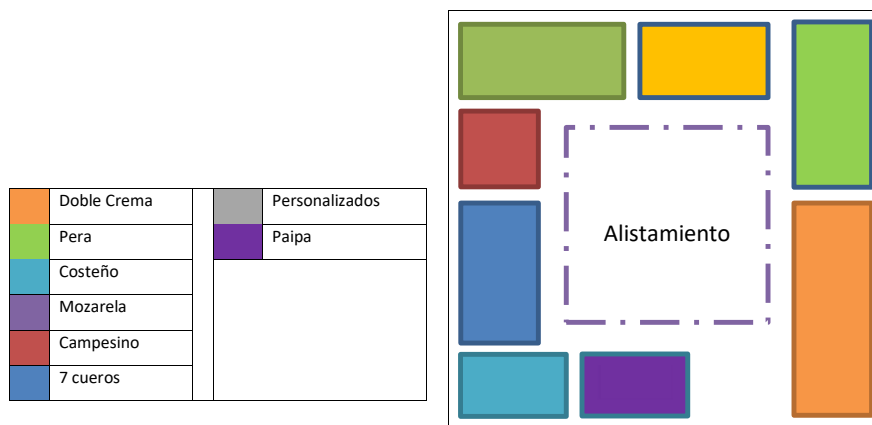 Doble Crema
Personalizados
Pera
Paipa
Costeño
Mozarela
Campesino
7 cueros
Alistamiento